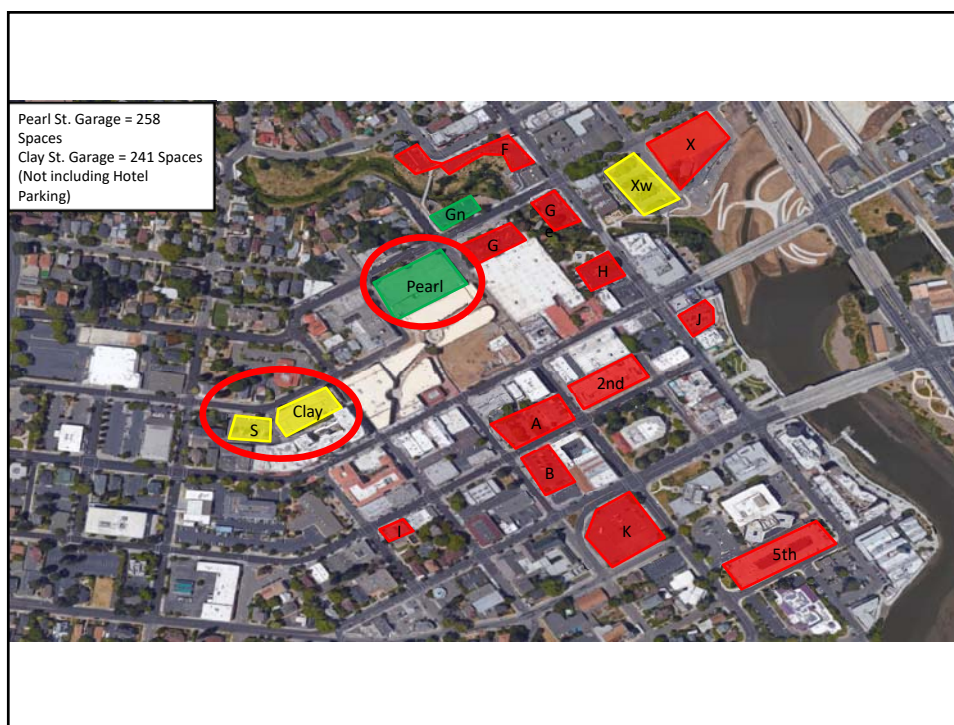 Pearl St. Garage = 258
Spaces
Clay St. Garage = 241 Spaces
(Not including Hotel
Parking)
F
X
Xw
Gn
G
e
G
H
Pearl
J
2nd
Clay
S
A
B
I
K
5th